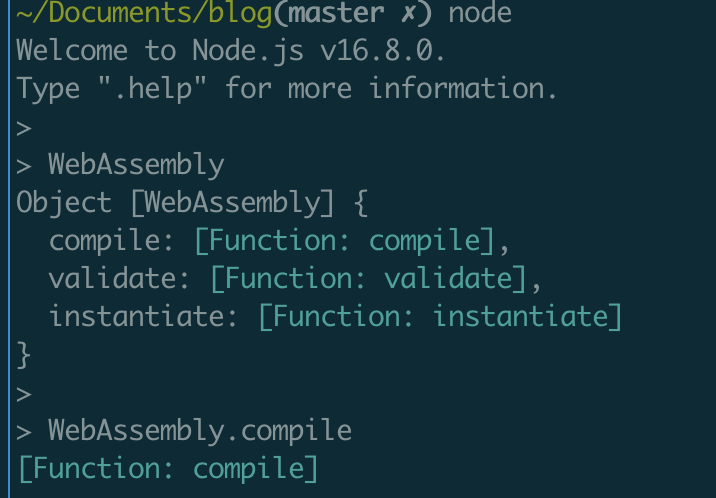 ~/Documents/blog(master ✗) node
Welcome to Node.js v16.8.0.
Type ".help" for more information.
>
> WebAssembly
Object [WebAssembly] {
  compile: [Function: compile],
  validate: [Function: validate],
  instantiate: [Function: instantiate]
}
>
> WebAssembly.compile
[Function: compile]